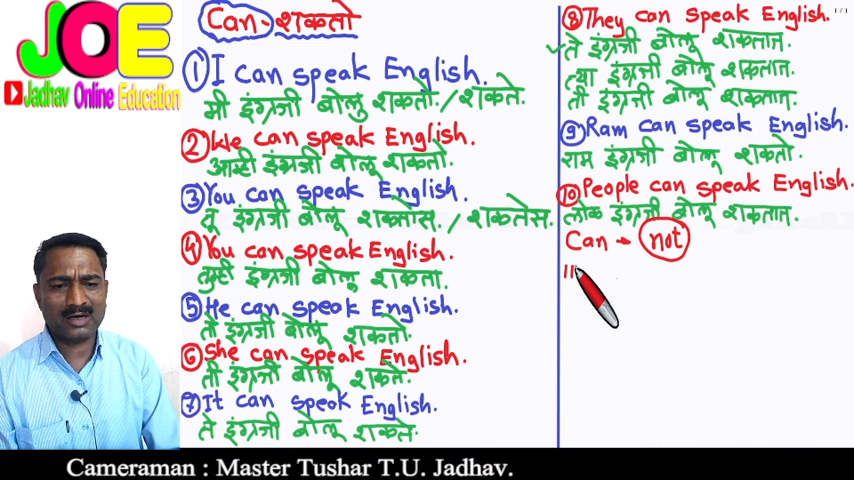 JOE
Jadhav Online Education
Can - शकतो
① I can speak English.
मी इंग्रजी बोलु शकतो. / शकते.
② We can speak English.
आम्ही इंग्रजी बोलू शकतो.
③ You can speak English.
तू इंग्रजी बोलू शकतोस. / शकतेस.
④ You can speak English.
तुम्ही इंग्रजी बोलू शकता.
⑤ He can speak English.
तो इंग्रजी बोलू शकतो.
⑥ She can speak English.
ती इंग्रजी बोलू शकते.
⑦ It can speak English.
ते इंग्रजी बोलू शकते.
⑧ They can speak English.
ते इंग्रजी बोलू शकतात.
त्या इंग्रजी बोलू शकतात.
ती इंग्रजी बोलू शकतात.
⑨ Ram can speak English.
राम इंग्रजी बोलू शकतो.
⑩ People can speak English.
लोक इंग्रजी बोलू शकतात.
Can → not
11
Cameraman : Master Tushar T.U. Jadhav.